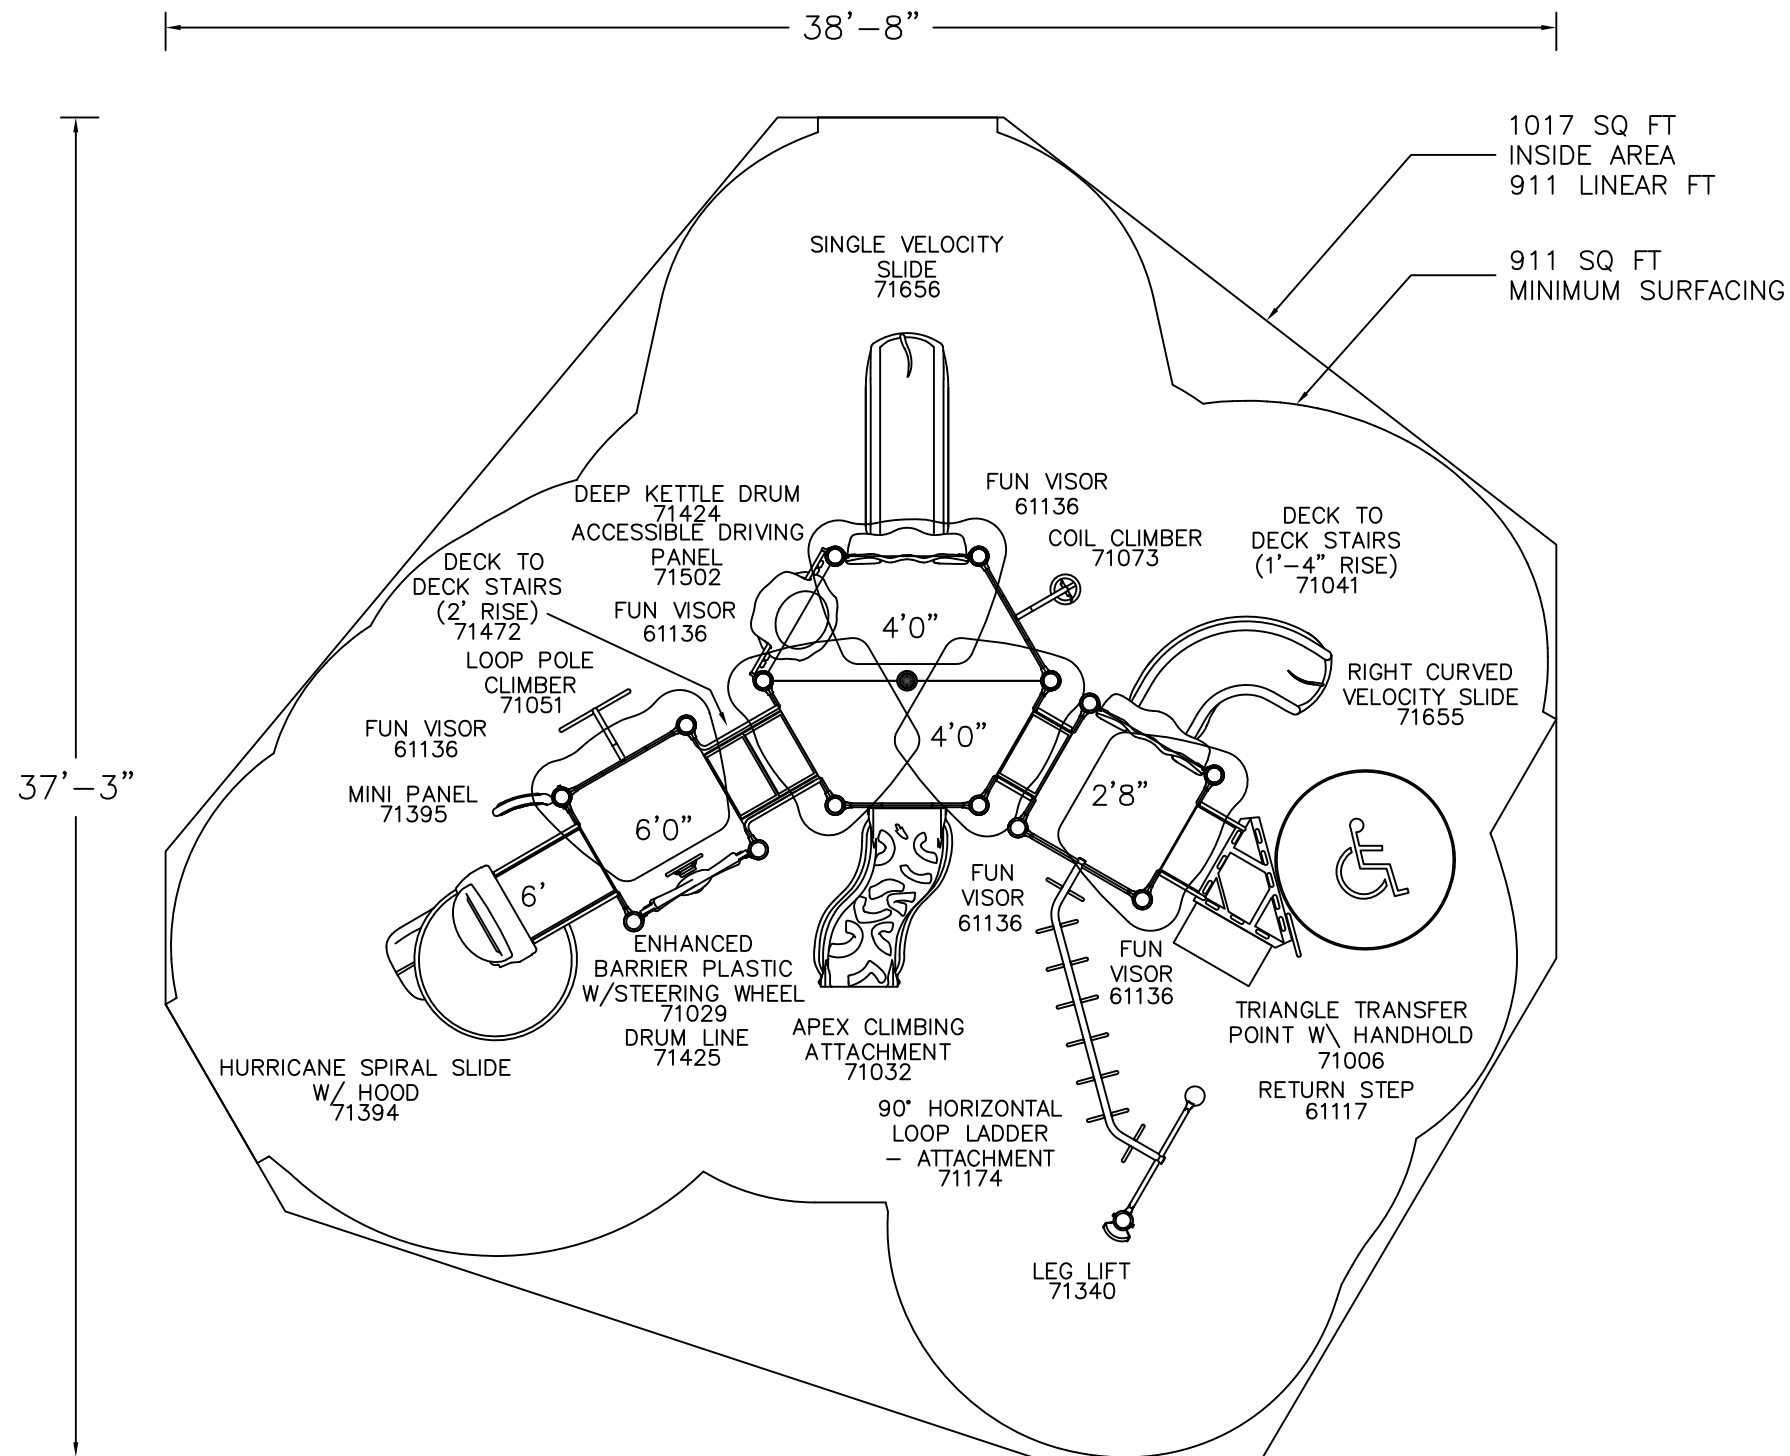 38'-8"
1017 SQ FT
INSIDE AREA
911 LINEAR FT
911 SQ FT
MINIMUM SURFACING
SINGLE VELOCITY
SLIDE
71656
DEEP KETTLE DRUM
71424
ACCESSIBLE DRIVING
PANEL
71502
FUN VISOR
61136
FUN VISOR
61136
COIL CLIMBER
71073
DECK TO
DECK STAIRS
(1'-4" RISE)
71041
DECK TO
DECK STAIRS
(2' RISE)
71472
LOOP POLE
CLIMBER
71051
FUN VISOR
61136
MINI PANEL
71395
4'0"
4'0"
2'8"
6'0"
6'
RIGHT CURVED
VELOCITY SLIDE
71655
37'-3"
FUN
VISOR
61136
FUN
VISOR
61136
ENHANCED
BARRIER PLASTIC
W/STEERING WHEEL
71029
DRUM LINE
71425
APEX CLIMBING
ATTACHMENT
71032
TRIANGLE TRANSFER
POINT W\ HANDHOLD
71006
RETURN STEP
61117
HURRICANE SPIRAL SLIDE
W/ HOOD
71394
90° HORIZONTAL
LOOP LADDER
- ATTACHMENT
71174
LEG LIFT
71340